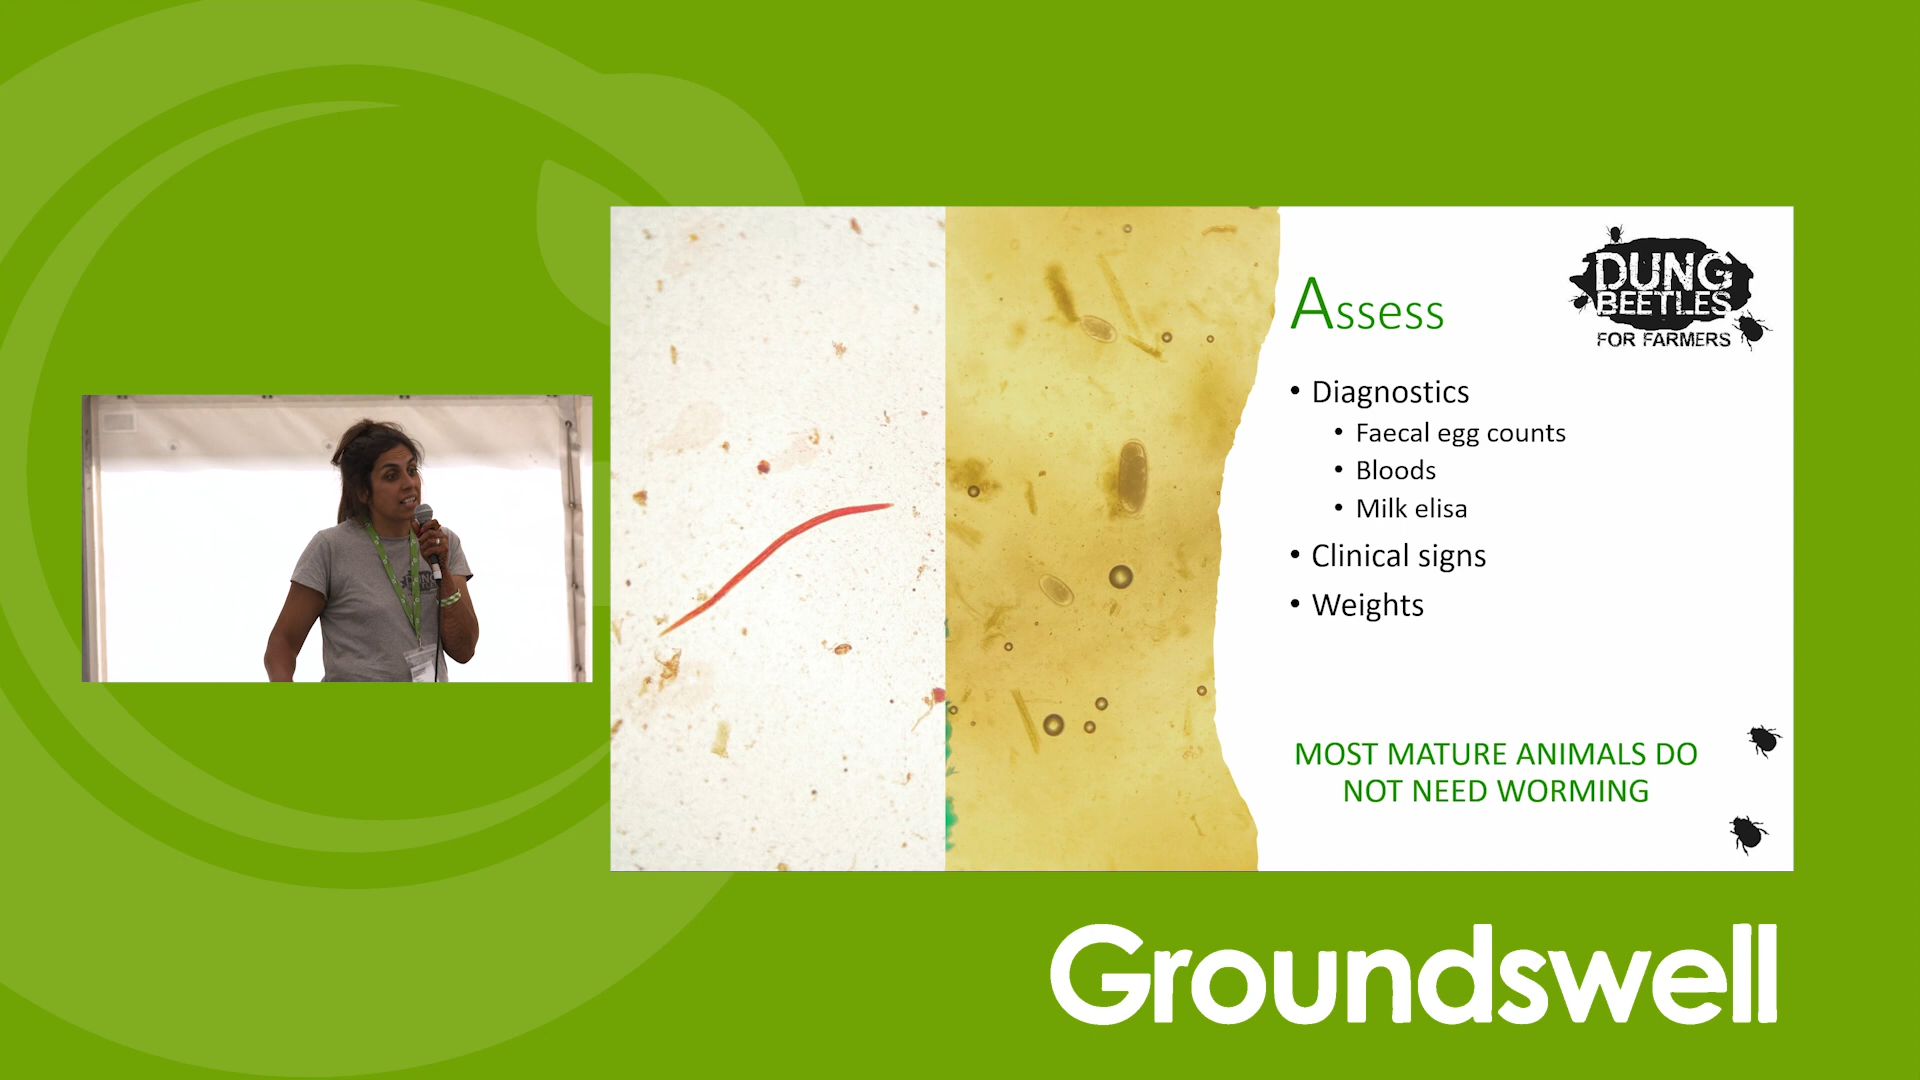 Assess
DUNG
BEETLES
FOR FARMERS
• Diagnostics
• Faecal egg counts
• Bloods
• Milk elisa
• Clinical signs
• Weights
MOST MATURE ANIMALS DO
NOT NEED WORMING
DUNG
Groundswell